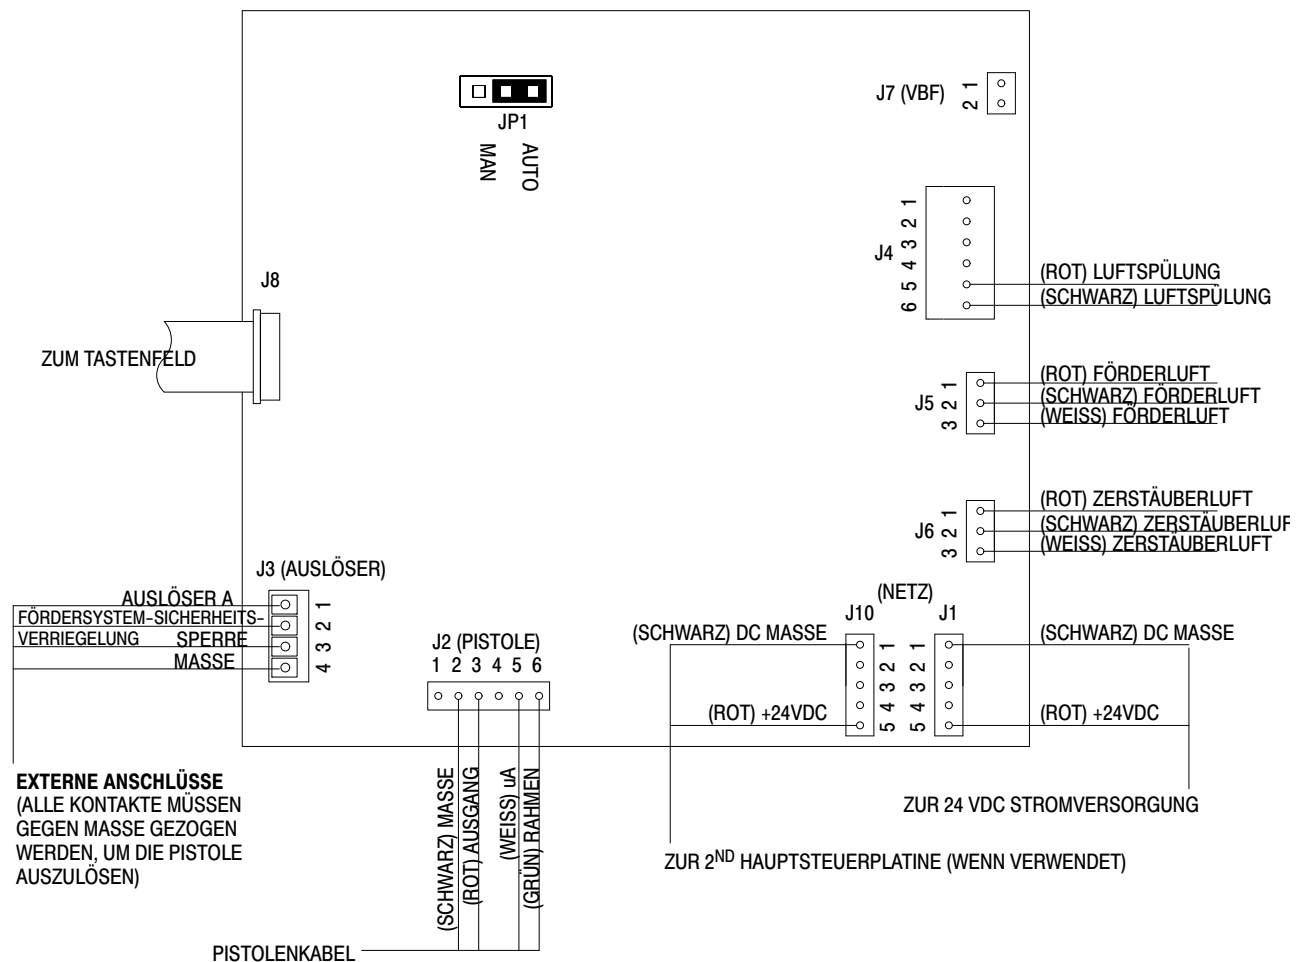 J7 (VBF)
1
2
JP1
MAN
AUTO
J4
1
2
3
4
5
6
(ROT) LUFTSPÜLUNG
(SCHWARZ) LUFTSPÜLUNG
J8
ZUM TASTENFELD
J5
1
2
3
(ROT) FÖRDERLUFT
(SCHWARZ) FÖRDERLUFT
(WEISS) FÖRDERLUFT
J6
1
2
3
(ROT) ZERSTÄUBERLUFT
(SCHWARZ) ZERSTÄUBERLUF
(WEISS) ZERSTÄUBERLUFT
J3 (AUSLÖSER)
AUSLÖSER A
FÖRDERSYSTEM-SICHERHEITS-
VERRIEGELUNG SPERRE
MASSE
1
2
3
4
J2 (PISTOLE)
1 2 3 4 5 6
(SCHWARZ) MASSE
(ROT) AUSGANG
(WEISS) uA
(GRÜN) RAHMEN
PISTOLENKABEL
(NETZ)
J10 J1
(SCHWARZ) DC MASSE
(ROT) +24VDC
1 1
2 2
3 3
4 4
5 5
(SCHWARZ) DC MASSE
(ROT) +24VDC
EXTERNE ANSCHLÜSSE
(ALLE KONTAKTE MÜSSEN
GEGEN MASSE GEZOGEN
WERDEN, UM DIE PISTOLE
AUSZULÖSEN)
ZUR 24 VDC STROMVERSORGUNG
ZUR 2ND HAUPTSTEUERPLATINE (WENN VERWENDET)